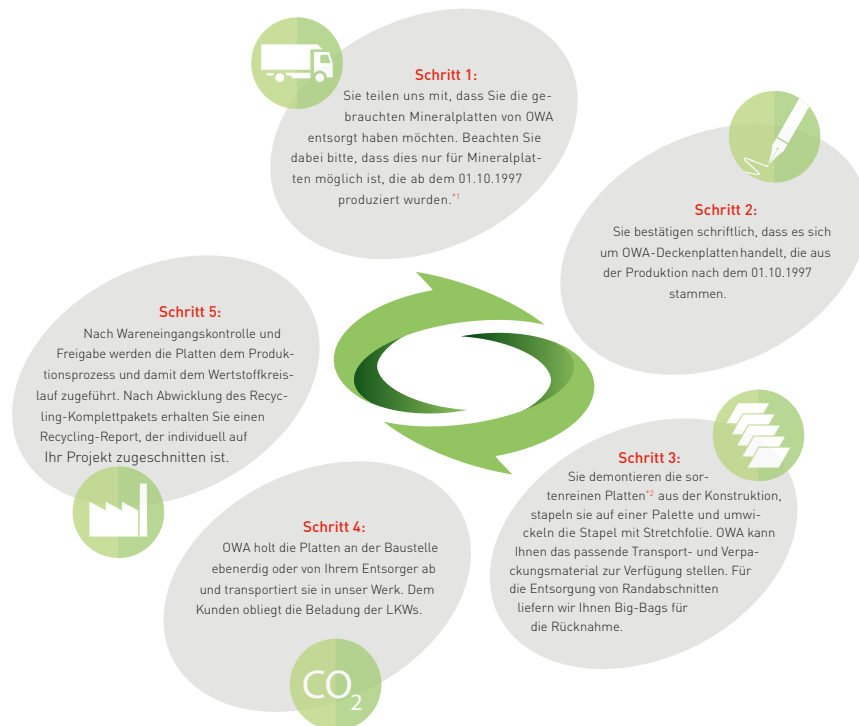 Schritt 1:
Sie teilen uns mit, dass Sie die ge-
brauchten Mineralplatten von OWA
entsorgt haben möchten. Beachten Sie
dabei bitte, dass dies nur für Mineralplat-
ten möglich ist, die ab dem 01.10.1997
produziert wurden.*1
Schritt 2:
Sie bestätigen schriftlich, dass es sich
um OWA-Deckenplatten handelt, die aus
der Produktion nach dem 01.10.1997
stammen.
Schritt 3:
Sie demontieren die sor-
tenreinen Platten*2 aus der Konstruktion,
stapeln sie auf einer Palette und umwi-
ckeln die Stapel mit Stretchfolie. OWA kann
Ihnen das passende Transport- und Verpa-
ckungsmaterial zur Verfügung stellen. Für
die Entsorgung von Randabschnitten
liefern wir Ihnen Big-Bags für
die Rücknahme.
Schritt 4:
OWA holt die Platten an der Baustelle
ebenerdig oder von Ihrem Entsorger ab
und transportiert sie in unser Werk. Dem
Kunden obliegt die Beladung der LKWs.
CO2
Schritt 5:
Nach Wareneingangskontrolle und
Freigabe werden die Platten dem Produk-
tionsprozess und damit dem Wertstoffkreis-
lauf zugeführt. Nach Abwicklung des Recyc-
ling-Komplettpakets erhalten Sie einen
Recycling-Report, der individuell auf
Ihr Projekt zugeschnitten ist.